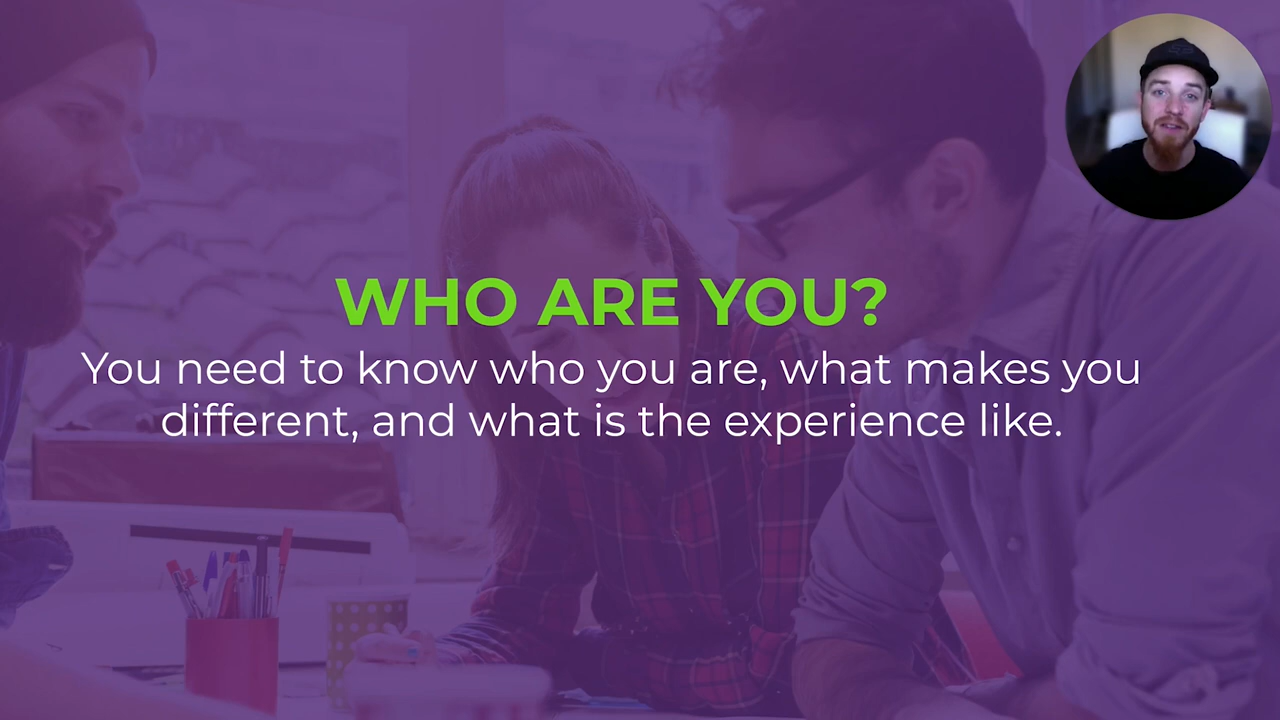 WHO ARE YOU?
You need to know who you are, what makes you
different, and what is the experience like.